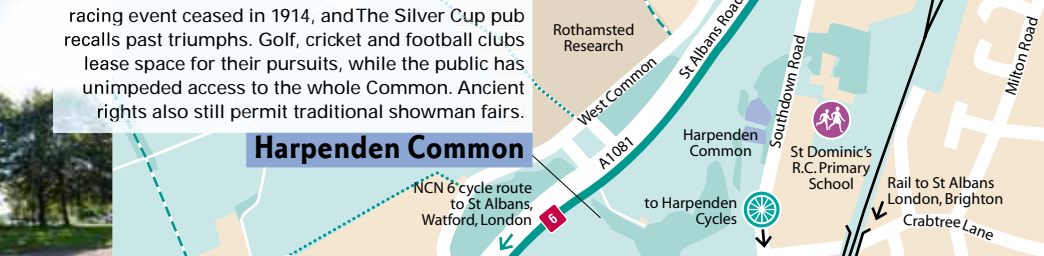 racing event ceased in 1914, and The Silver Cup pub
recalls past triumphs. Golf, cricket and football clubs
lease space for their pursuits, while the public has
unimpeded access to the whole Common. Ancient
rights also still permit traditional showman fairs.
Harpenden Common
Rothamsted
Research
West Common
St Albans Road
A1081
NCN 6 cycle route
to St Albans,
Watford, London
6
Harpenden
Common
Southdown Road
St Dominic's
R.C. Primary
School
to Harpenden
Cycles
Rail to St Albans
London, Brighton
Crabtree Lane
Milton Road